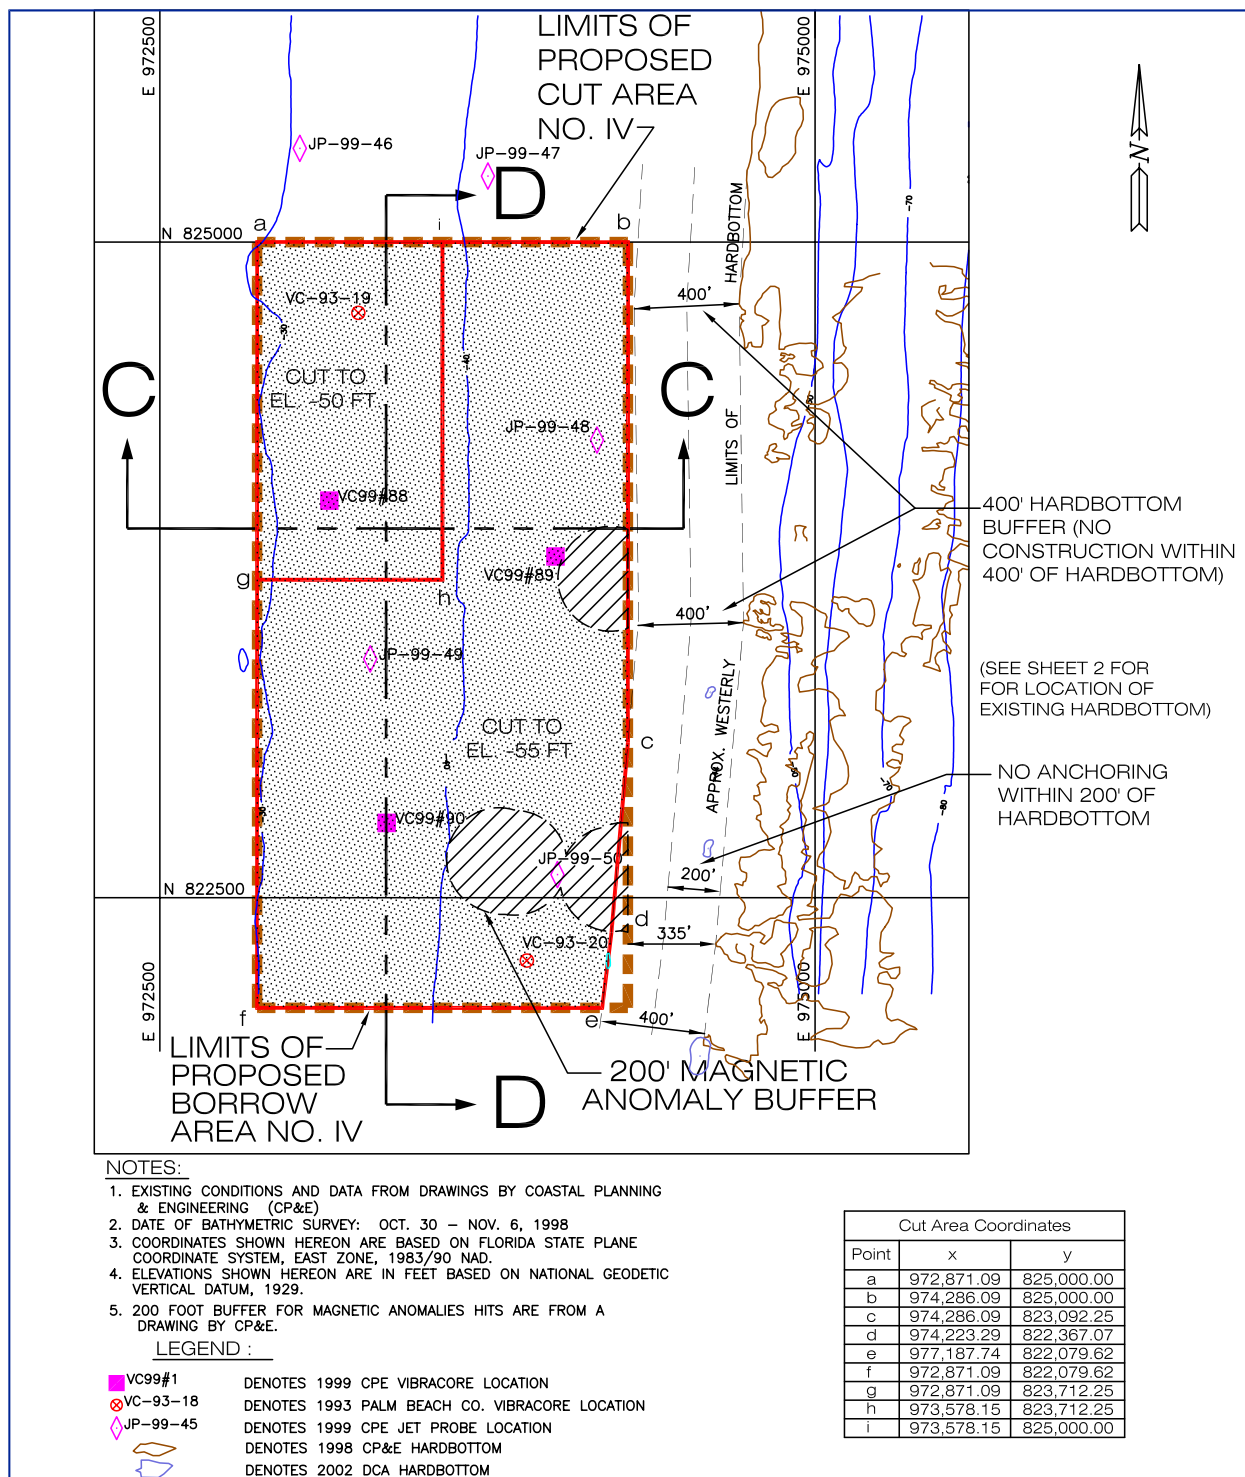 LIMITS OF
PROPOSED
CUT AREA
NO. IV
E 972500
E 975000
JP-99-46
JP-99-47
D
N
a
i
b
N 825000
HARDBOTTOM
-70
VC-93-19
400'
-30
CUT TO
EL. -50 FT
C
C
JP-99-48
LIMITS OF
VC99#88
400' HARDBOTTOM
BUFFER (NO
CONSTRUCTION WITHIN
400' OF HARDBOTTOM)
VC99#89
g
h
400'
JP-99-49
(SEE SHEET 2 FOR
FOR LOCATION OF
EXISTING HARDBOTTOM)
APPROX. WESTERLY
CUT TO
EL. -55 FT
c
NO ANCHORING
WITHIN 200' OF
HARDBOTTOM
-70
-80
VC99#90
JP-99-50
200'
N 822500
d
335'
VC-93-20
E 972500
E 975000
f
e
400'
LIMITS OF
PROPOSED
BORROW
AREA NO. IV
200' MAGNETIC
ANOMALY BUFFER
D
NOTES:
1. EXISTING CONDITIONS AND DATA FROM DRAWINGS BY COASTAL PLANNING
& ENGINEERING (CP&E)
2. DATE OF BATHYMETRIC SURVEY: OCT. 30 - NOV. 6, 1998
3. COORDINATES SHOWN HEREON ARE BASED ON FLORIDA STATE PLANE
COORDINATE SYSTEM, EAST ZONE, 1983/90 NAD.
4. ELEVATIONS SHOWN HEREON ARE IN FEET BASED ON NATIONAL GEODETIC
VERTICAL DATUM, 1929.
5. 200 FOOT BUFFER FOR MAGNETIC ANOMALIES HITS ARE FROM A
DRAWING BY CP&E.
LEGEND :
VC99#1 DENOTES 1999 CPE VIBRACORE LOCATION
VC-93-18 DENOTES 1993 PALM BEACH CO. VIBRACORE LOCATION
JP-99-45 DENOTES 1999 CPE JET PROBE LOCATION
DENOTES 1998 CP&E HARDBOTTOM
DENOTES 2002 DCA HARDBOTTOM
Cut Area Coordinates
Point x y
a 972,871.09 825,000.00
b 974,286.09 825,000.00
c 974,286.09 823,092.25
d 974,223.29 822,367.07
e 977,187.74 822,079.62
f 972,871.09 822,079.62
g 972,871.09 823,712.25
h 973,578.15 823,712.25
i 973,578.15 825,000.00